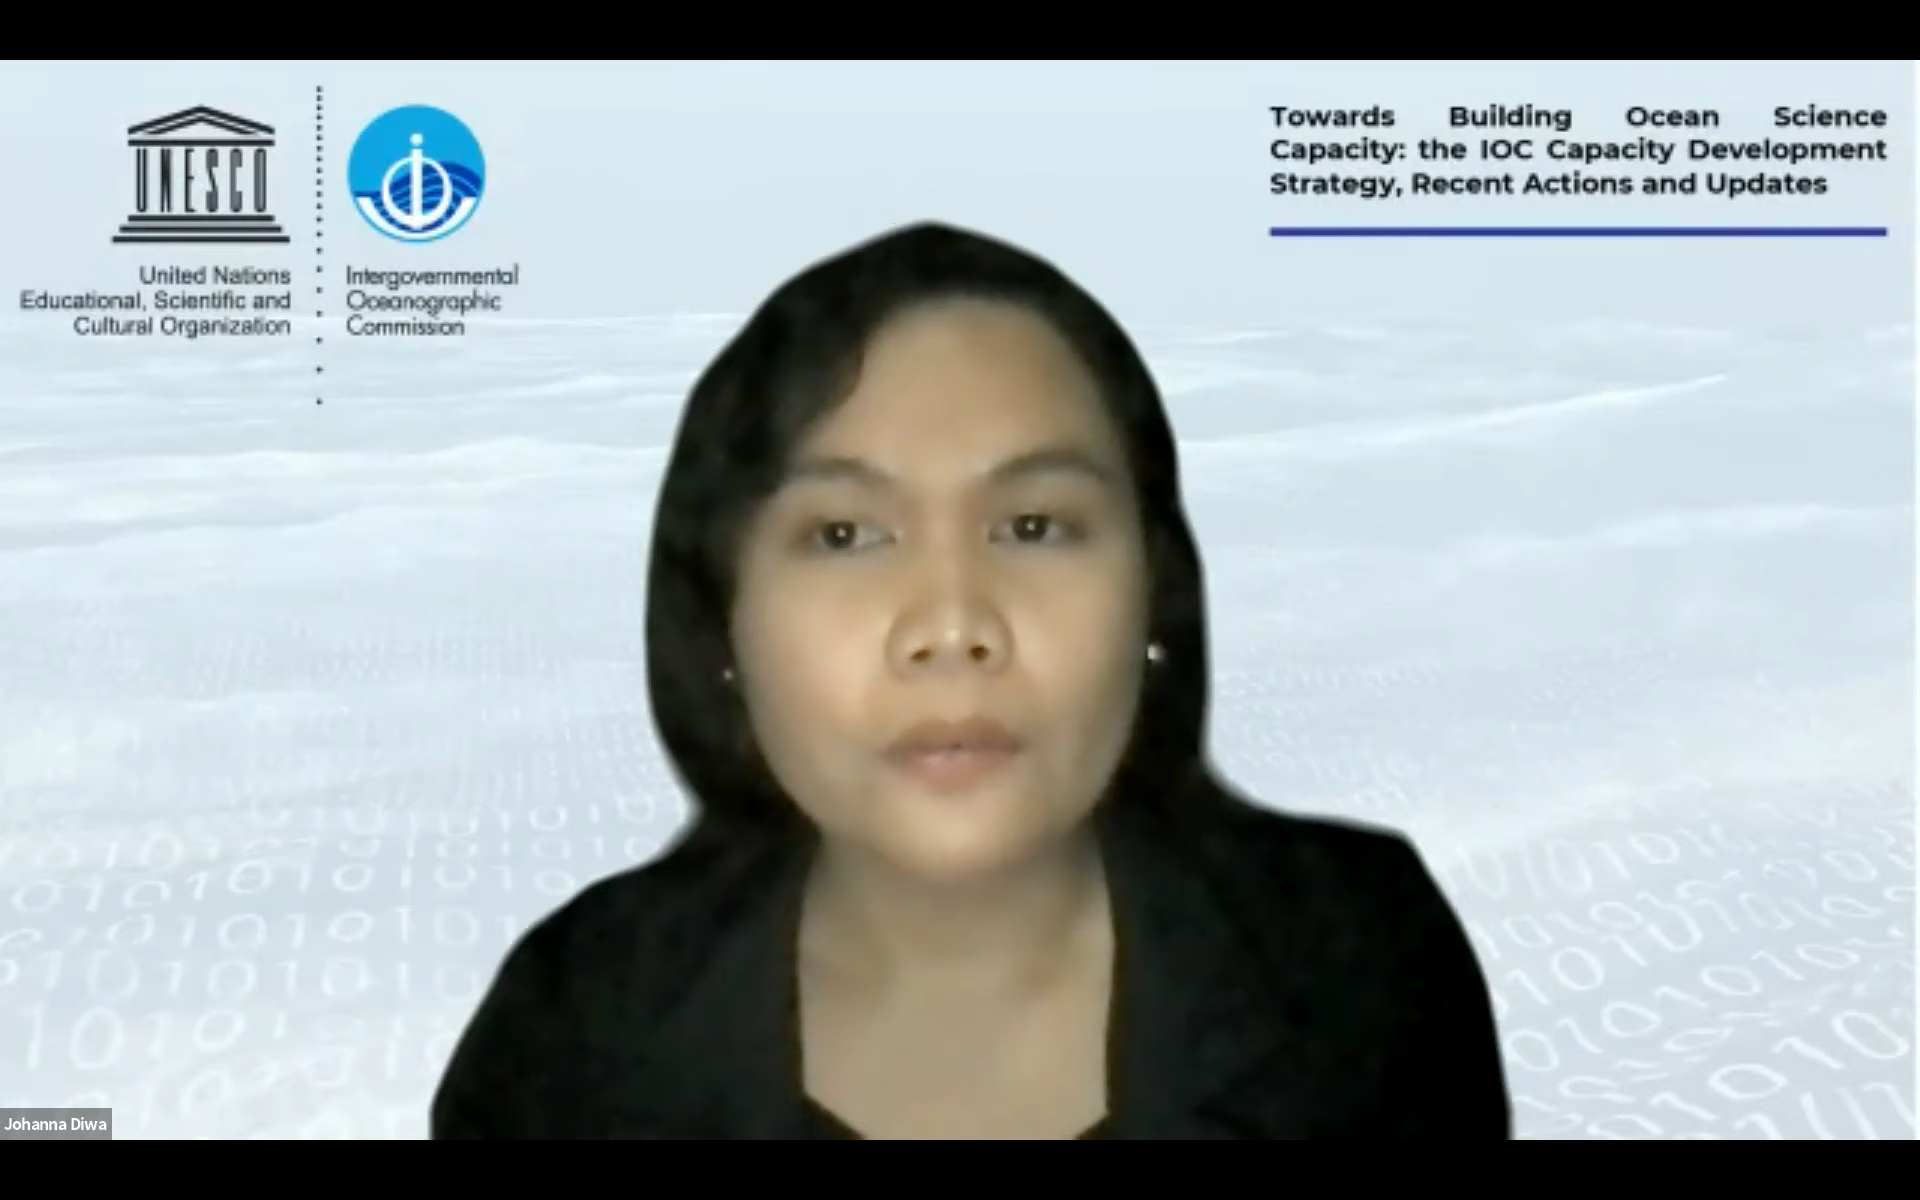 UNESCO
United Nations
Educational, Scientific and
Cultural Organization
Intergovernmental
Oceanographic
Commission
Towards Building Ocean Science
Capacity: the IOC Capacity Development
Strategy, Recent Actions and Updates
Johanna Diwa